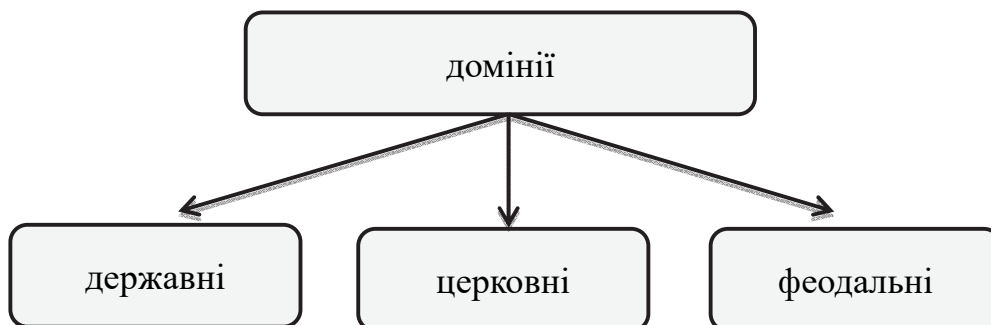 домінії
державні
церковні
феодальні